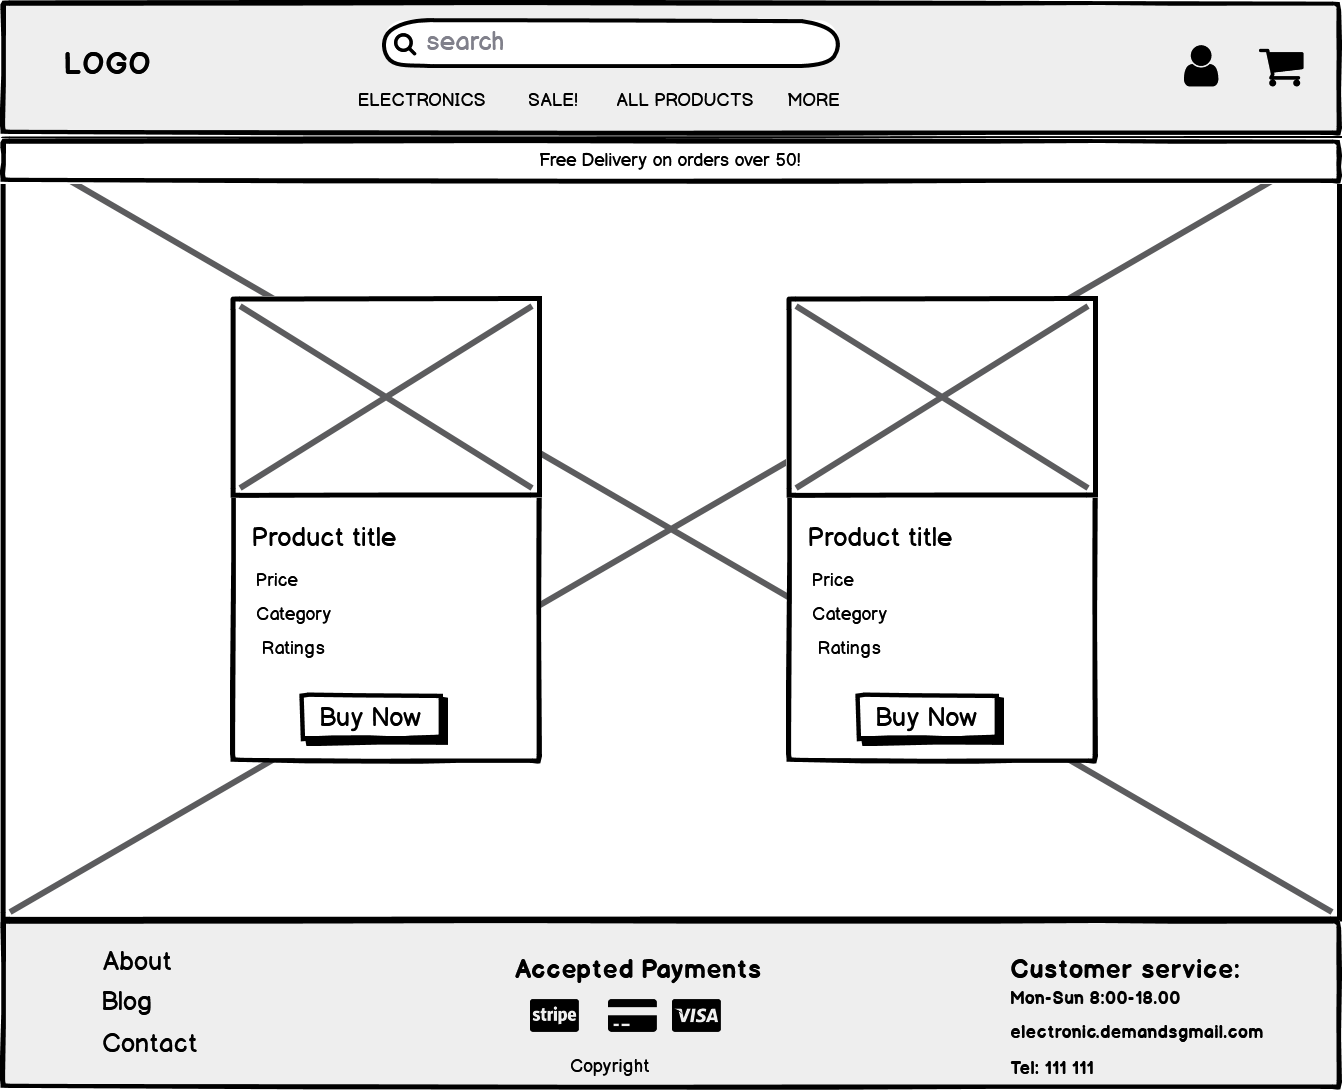 LOGO
search
ELECTRONICS SALE! ALL PRODUCTS MORE
Free Delivery on orders over 50!
Product title
Price
Category
Ratings
Buy Now
Product title
Price
Category
Ratings
Buy Now
About
Blog
Contact
Accepted Payments
stripe VISA
Copyright
Customer service:
Mon-Sun 8:00-18.00
electronic.demandsgmail.com
Tel: 111 111